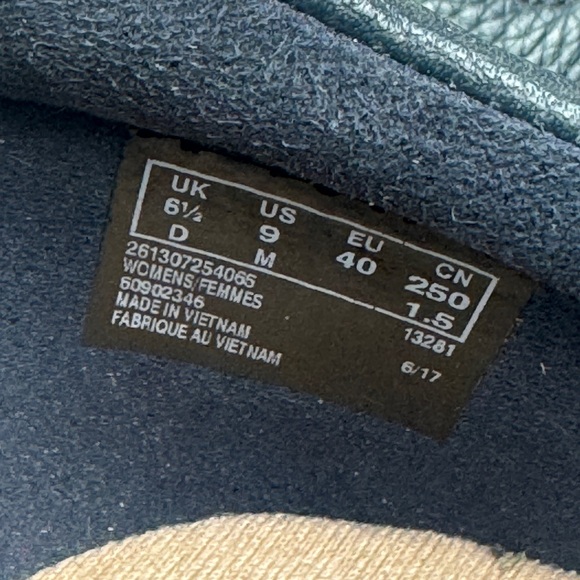 UK US EU CN
6½ 9 40 250
D M 1.5
261307254066 13281
WOMENS/FEMMES
60902346 6/17
MADE IN VIETNAM
FABRIQUE AU VIETNAM